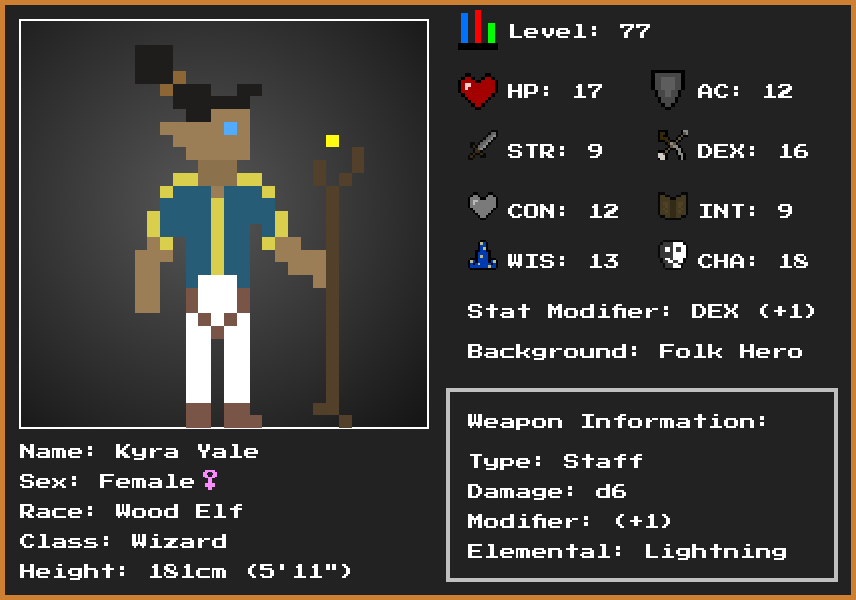 Level: 77
HP: 17
AC: 12
STR: 9
DEX: 16
CON: 12
INT: 9
WIS: 13
CHA: 18
Stat Modifier: DEX (+1)
Background: Folk Hero
Weapon Information:
Type: Staff
Damage: d6
Modifier: (+1)
Elemental: Lightning
Name: Kyra Yale
Sex: Female♀
Race: Wood Elf
Class: Wizard
Height: 181cm (5'11")